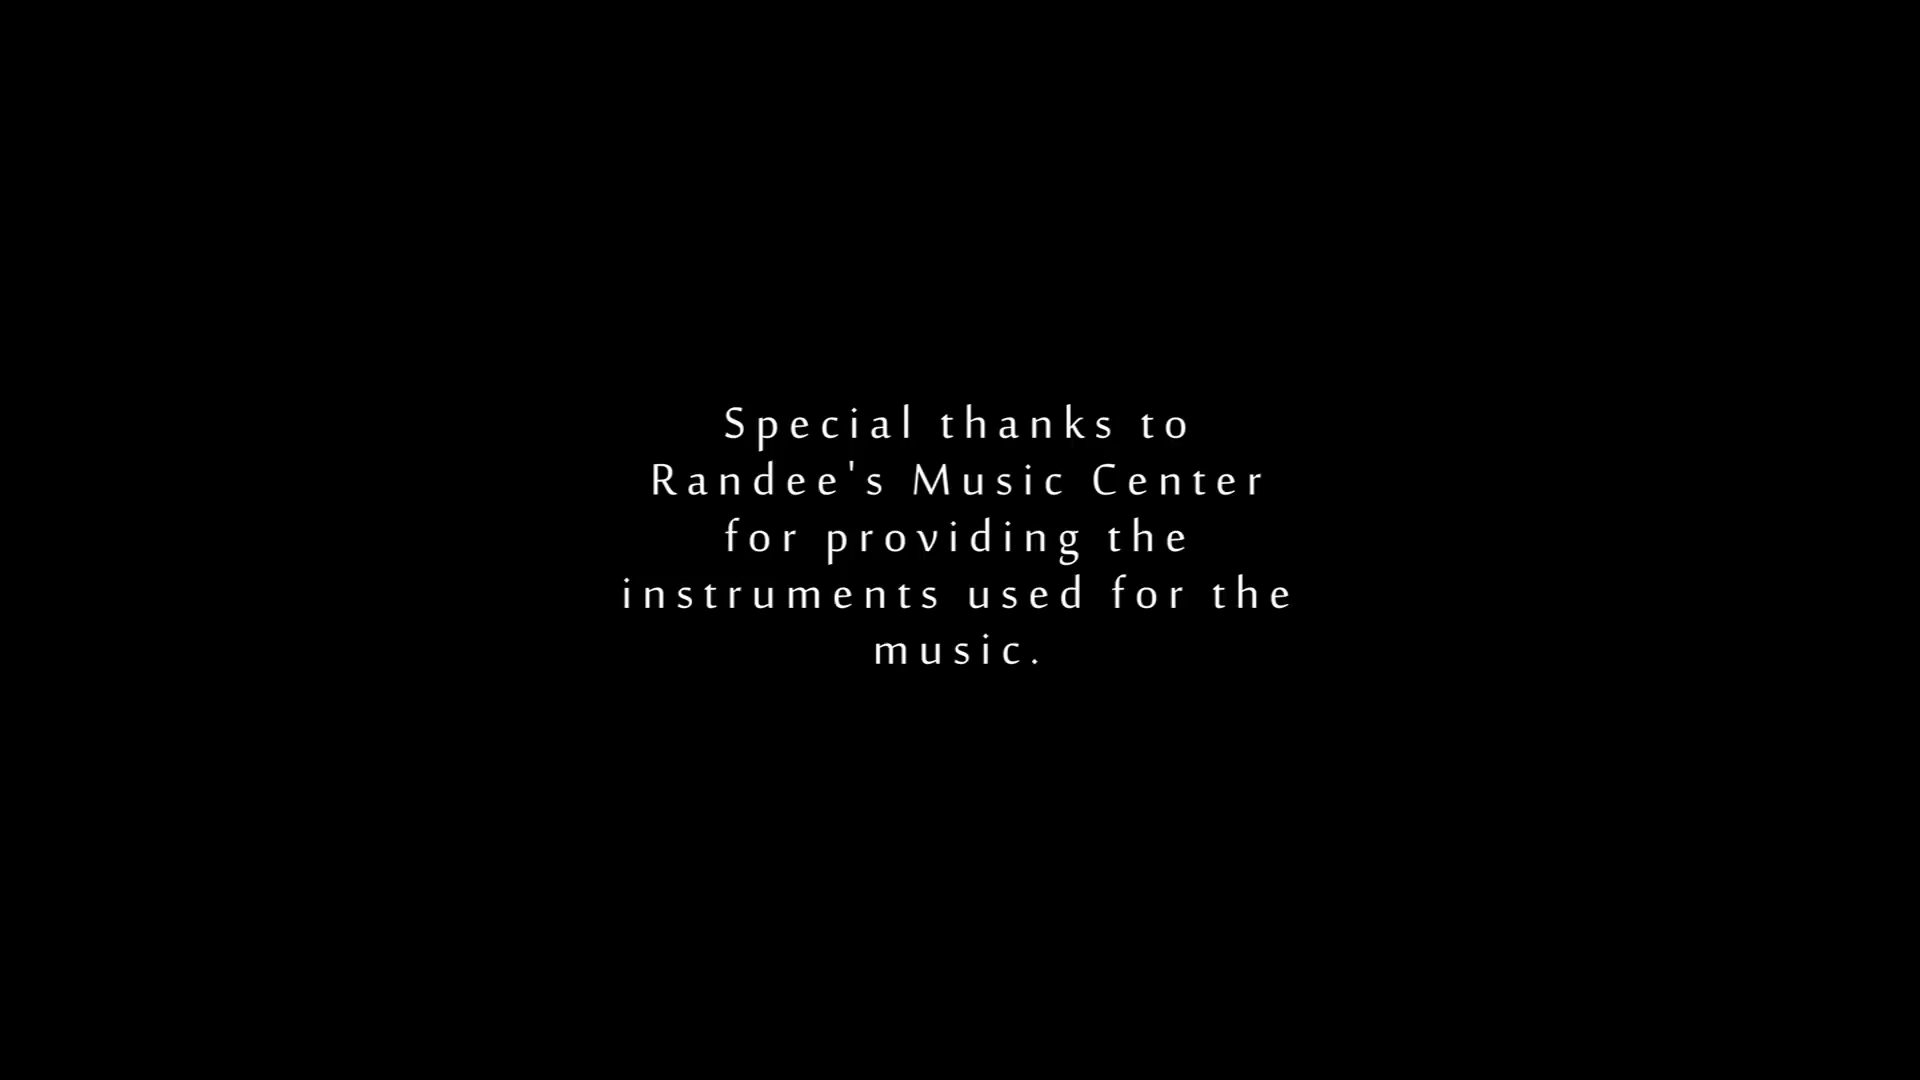 Special thanks to
Randee's Music Center
for providing the
instruments used for the
music.